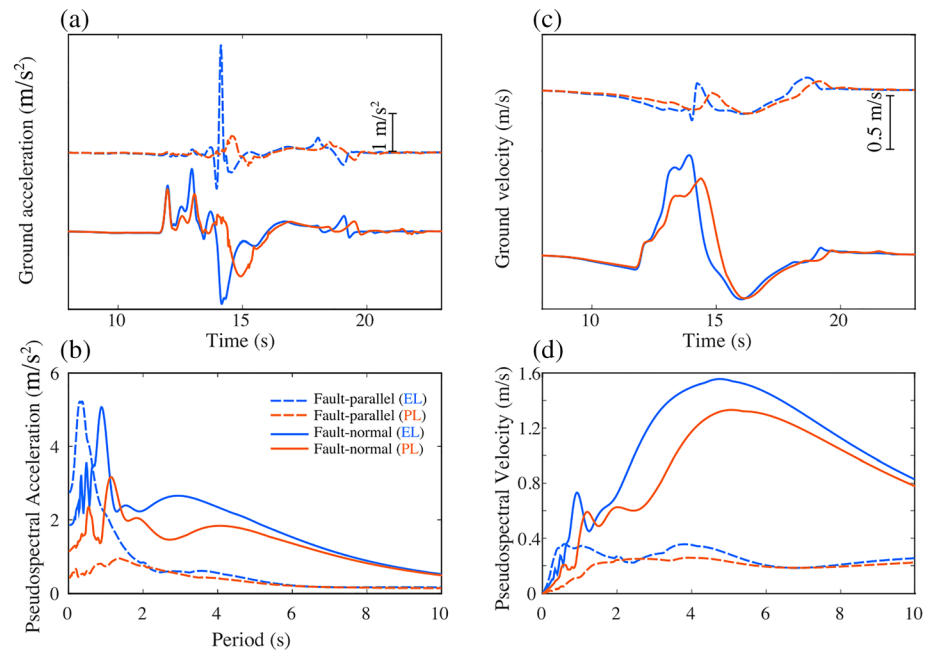 (a)
Ground acceleration (m/s²)
1 m/s²
10
15
20
Time (s)
(c)
Ground velocity (m/s)
0.5 m/s
10
15
20
Time (s)
(b)
Pseudospectral Acceleration (m/s²)
6
4
2
0
Fault-parallel (EL)
Fault-parallel (PL)
Fault-normal (EL)
Fault-normal (PL)
0
2
4
6
8
10
Period (s)
(d)
Pseudospectral Velocity (m/s)
1.6
1.2
0.8
0.4
0
0
2
4
6
8
10